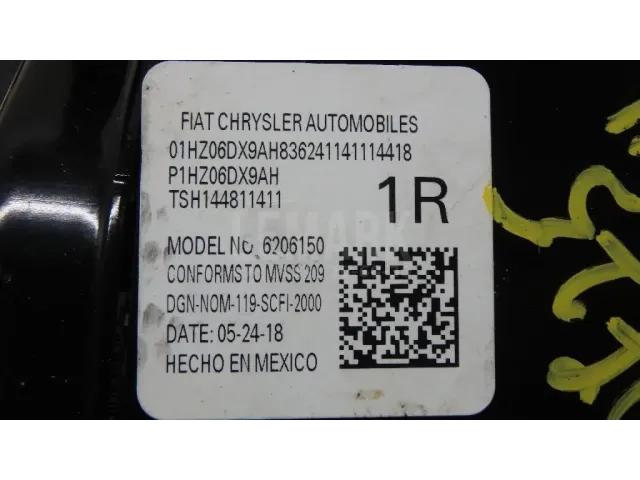 FIAT CHRYSLER AUTOMOBILES
01HZ06DX9AH836241141114418
P1HZ06DX9AH
TSH144811411
1R
LEMARK
MODEL NO. 6206150
CONFORMS TO MVSS 209
DGN-NOM-119-SCFI-2000
DATE: 05-24-18
HECHO EN MEXICO